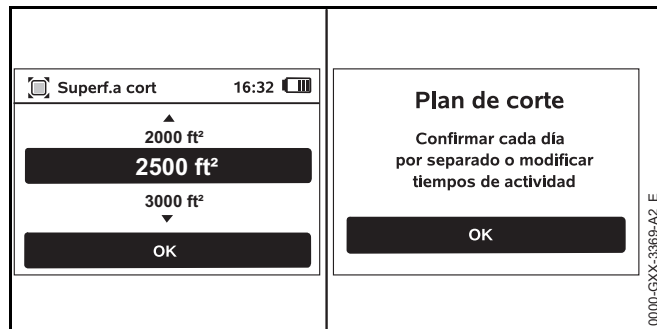 Superf.a cort 16:32
2000 ft²
2500 ft²
3000 ft²
OK
Plan de corte
Confirmar cada día
por separado o modificar
tiempos de actividad
OK
0000-GXX-3369-A2_E